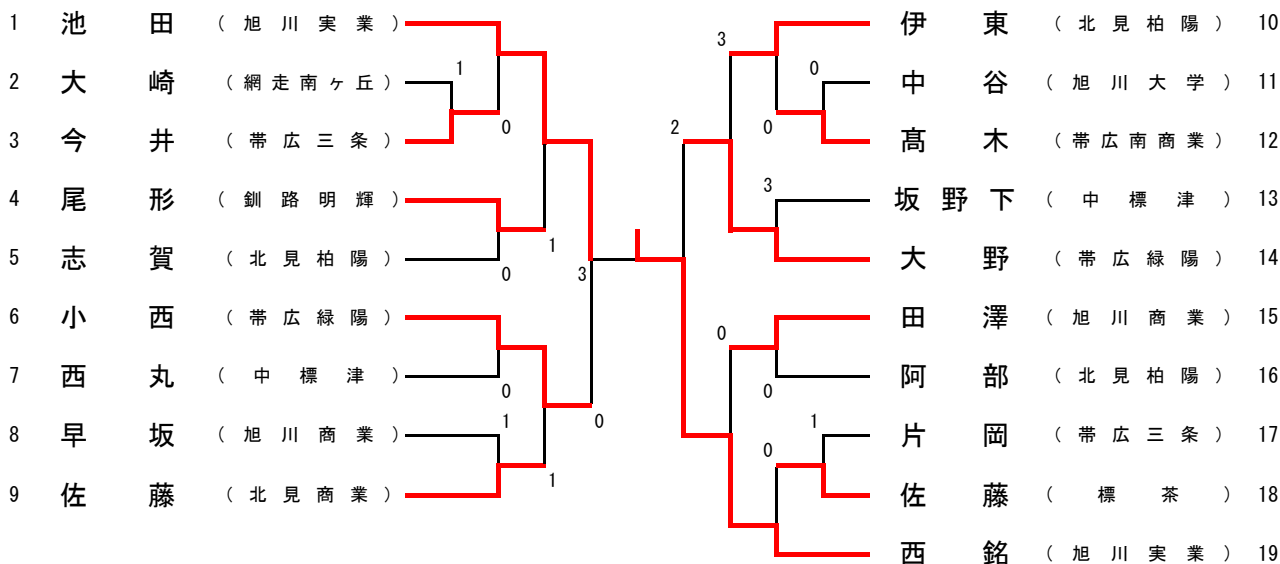 1 池田 (旭川実業)
2 大崎 (網走南ヶ丘)
3 今井 (帯広三条)
4 尾形 (釧路明輝)
5 志賀 (北見柏陽)
6 小西 (帯広緑陽)
7 西丸 (中標津)
8 早坂 (旭川商業)
9 佐藤 (北見商業)
1
0
1
0
3
0
1
0
1
3
0
2
0
3
0
0
1
0
伊東 (北見柏陽) 10
中谷 (旭川大学) 11
髙木 (帯広南商業) 12
坂野下 (中標津) 13
大野 (帯広緑陽) 14
田澤 (旭川商業) 15
阿部 (北見柏陽) 16
片岡 (帯広三条) 17
佐藤 (標茶) 18
西銘 (旭川実業) 19